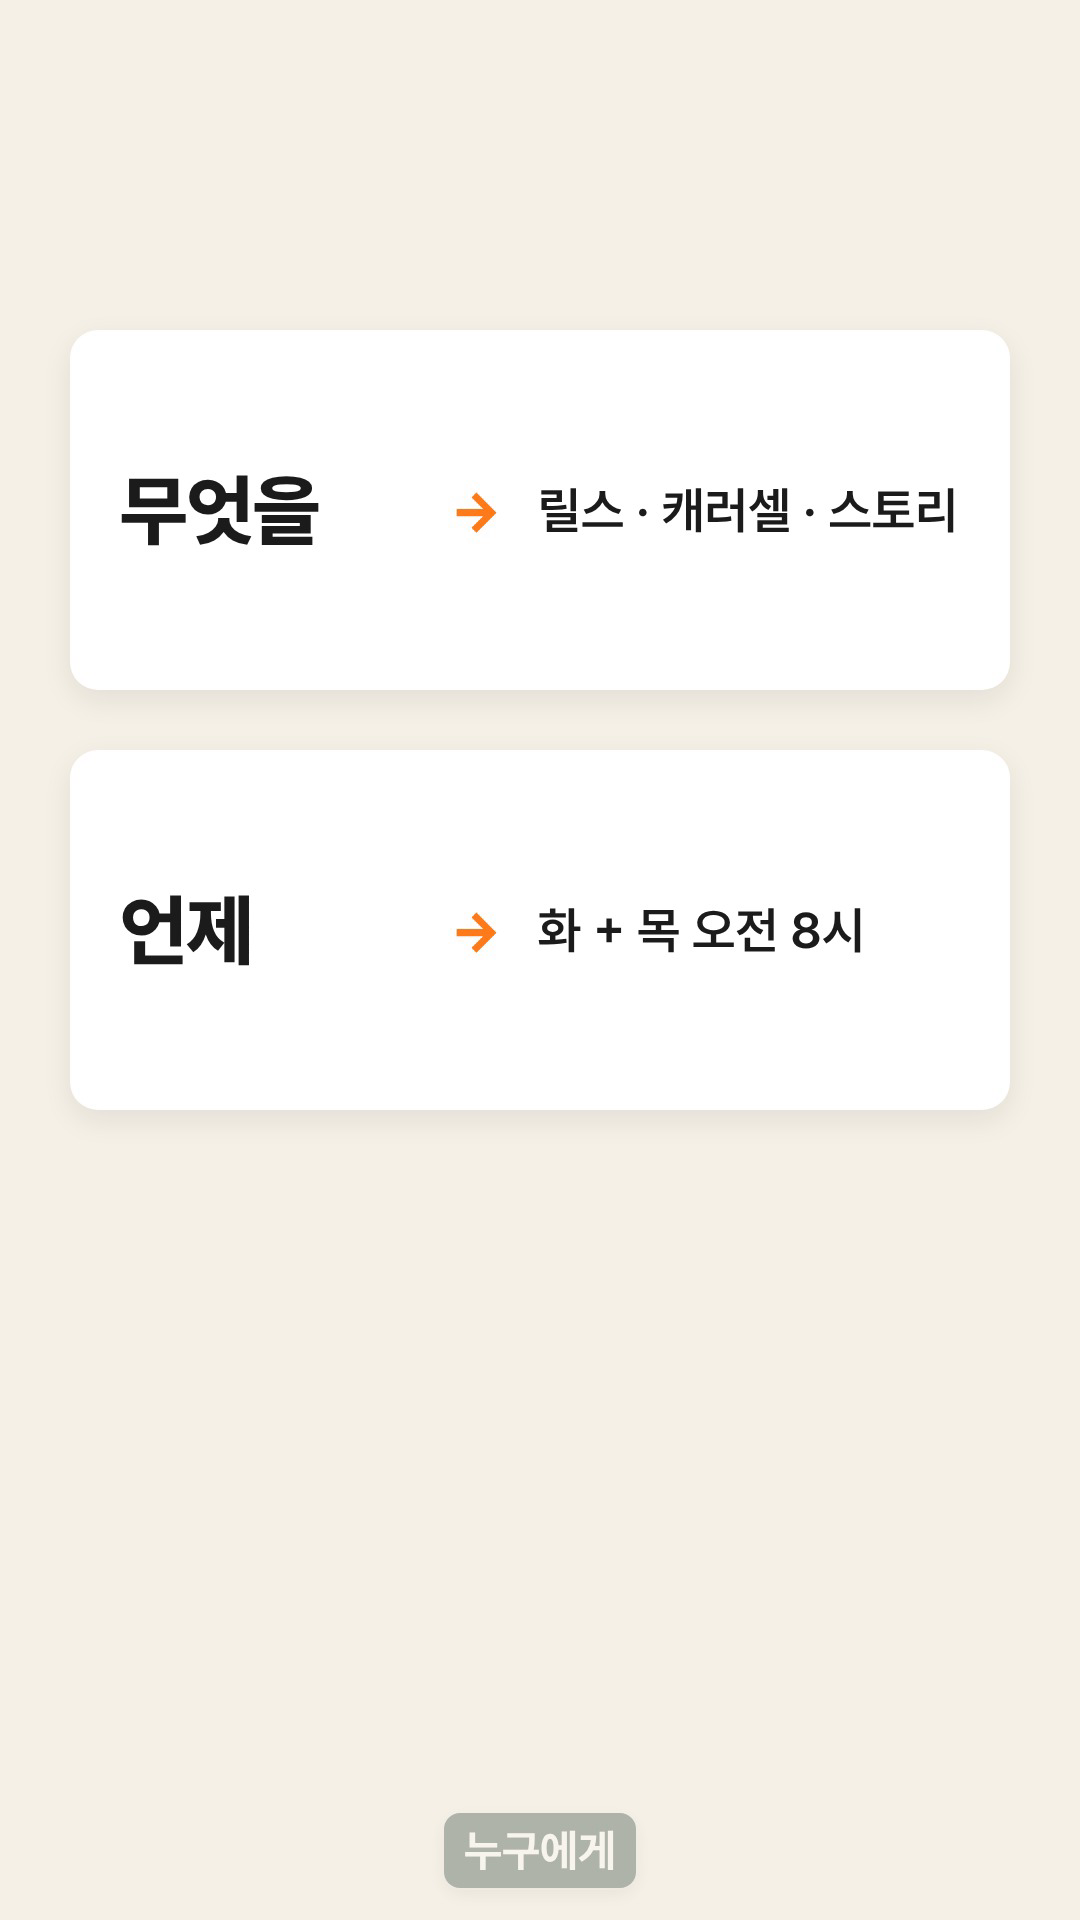 무엇을 → 릴스 · 캐러셀 · 스토리
언제 → 화 + 목 오전 8시
누구에게